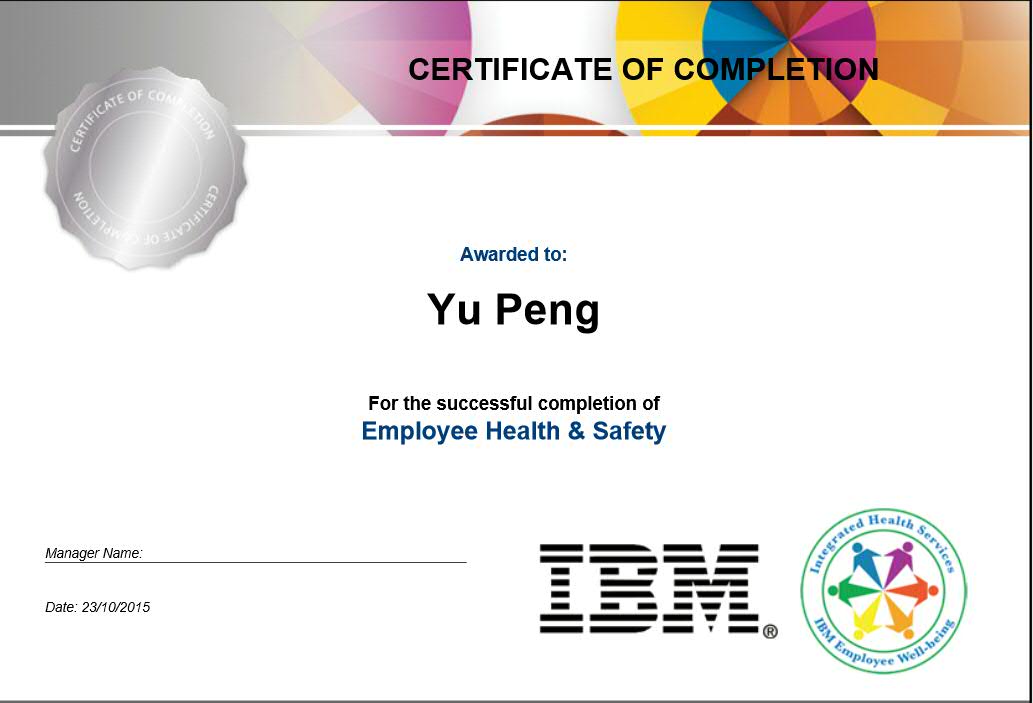 CERTIFICATE OF COMPLETION
CERTIFICATE OF COMPLETION
CERTIFICATE OF COMPLETION
Awarded to:
Yu Peng
For the successful completion of
Employee Health & Safety
Manager Name:
Date: 23/10/2015
IBM®
Integrated Health Services
IBM Employee Well-being